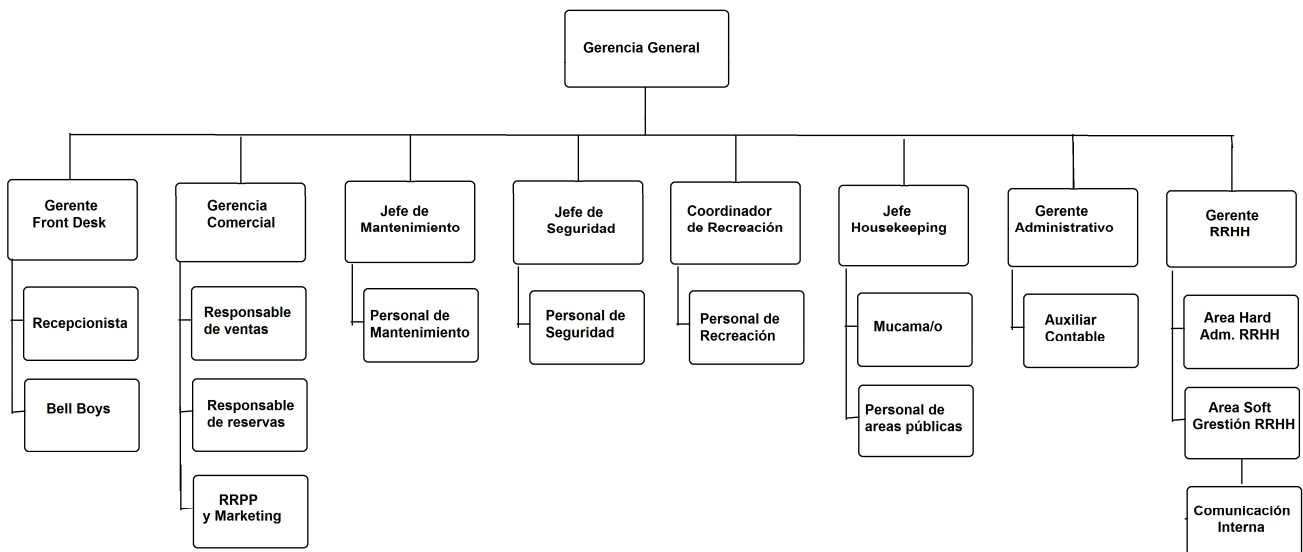 Gerencia General
Gerente
Front Desk
Gerencia
Comercial
Jefe de
Mantenimiento
Jefe de
Seguridad
Coordinador
de Recreación
Jefe
Housekeeping
Gerente
Administrativo
Gerente
RRHH
Recepcionista
Responsable
de ventas
Personal de
Mantenimiento
Personal de
Seguridad
Personal de
Recreación
Mucama/o
Auxiliar
Contable
Area Hard
Adm. RRHH
Bell Boys
Responsable
de reservas
Personal de
areas públicas
Area Soft
Grestión RRHH
RRPP
y Marketing
Comunicación
Interna